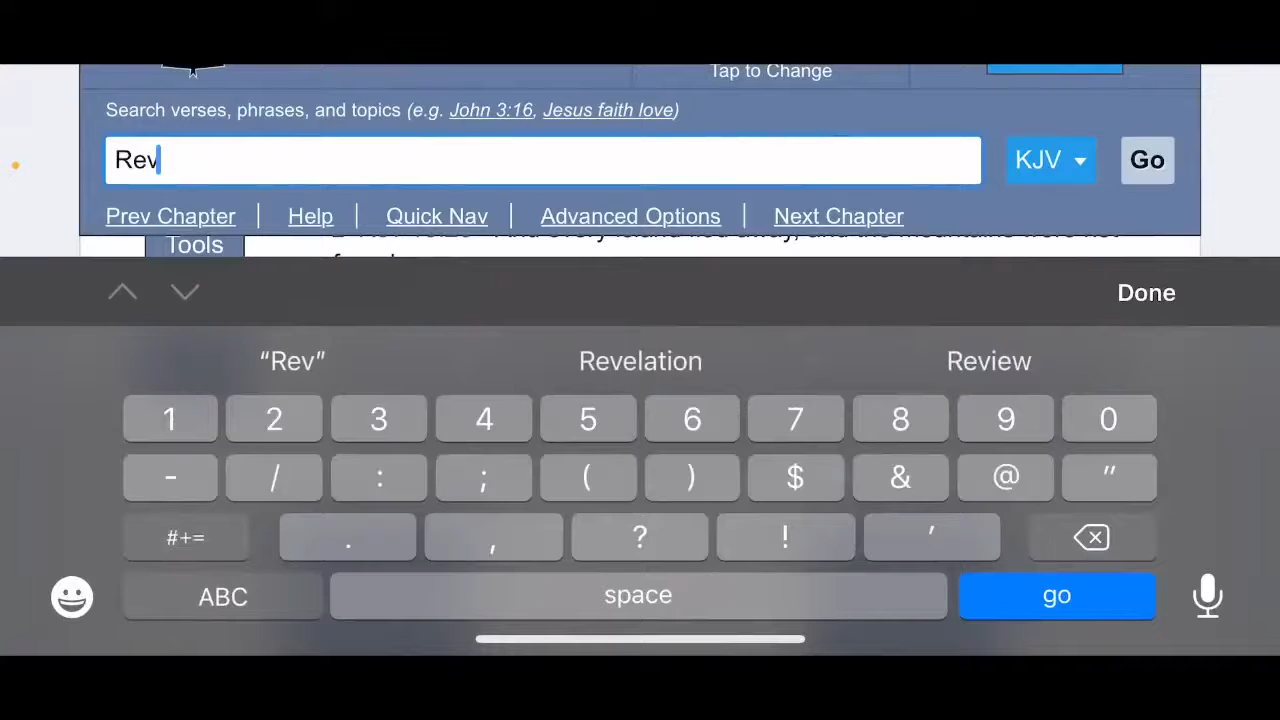 Tap to Change
Search verses, phrases, and topics (e.g. John 3:16, Jesus faith love)
Rev KJV Go
Prev Chapter | Help | Quick Nav | Advanced Options | Next Chapter
Tools
Done
“Rev” Revelation Review
1 2 3 4 5 6 7 8 9 0
- / : ; ( ) $ & @ "
#+= . , ? ! '
ABC space go